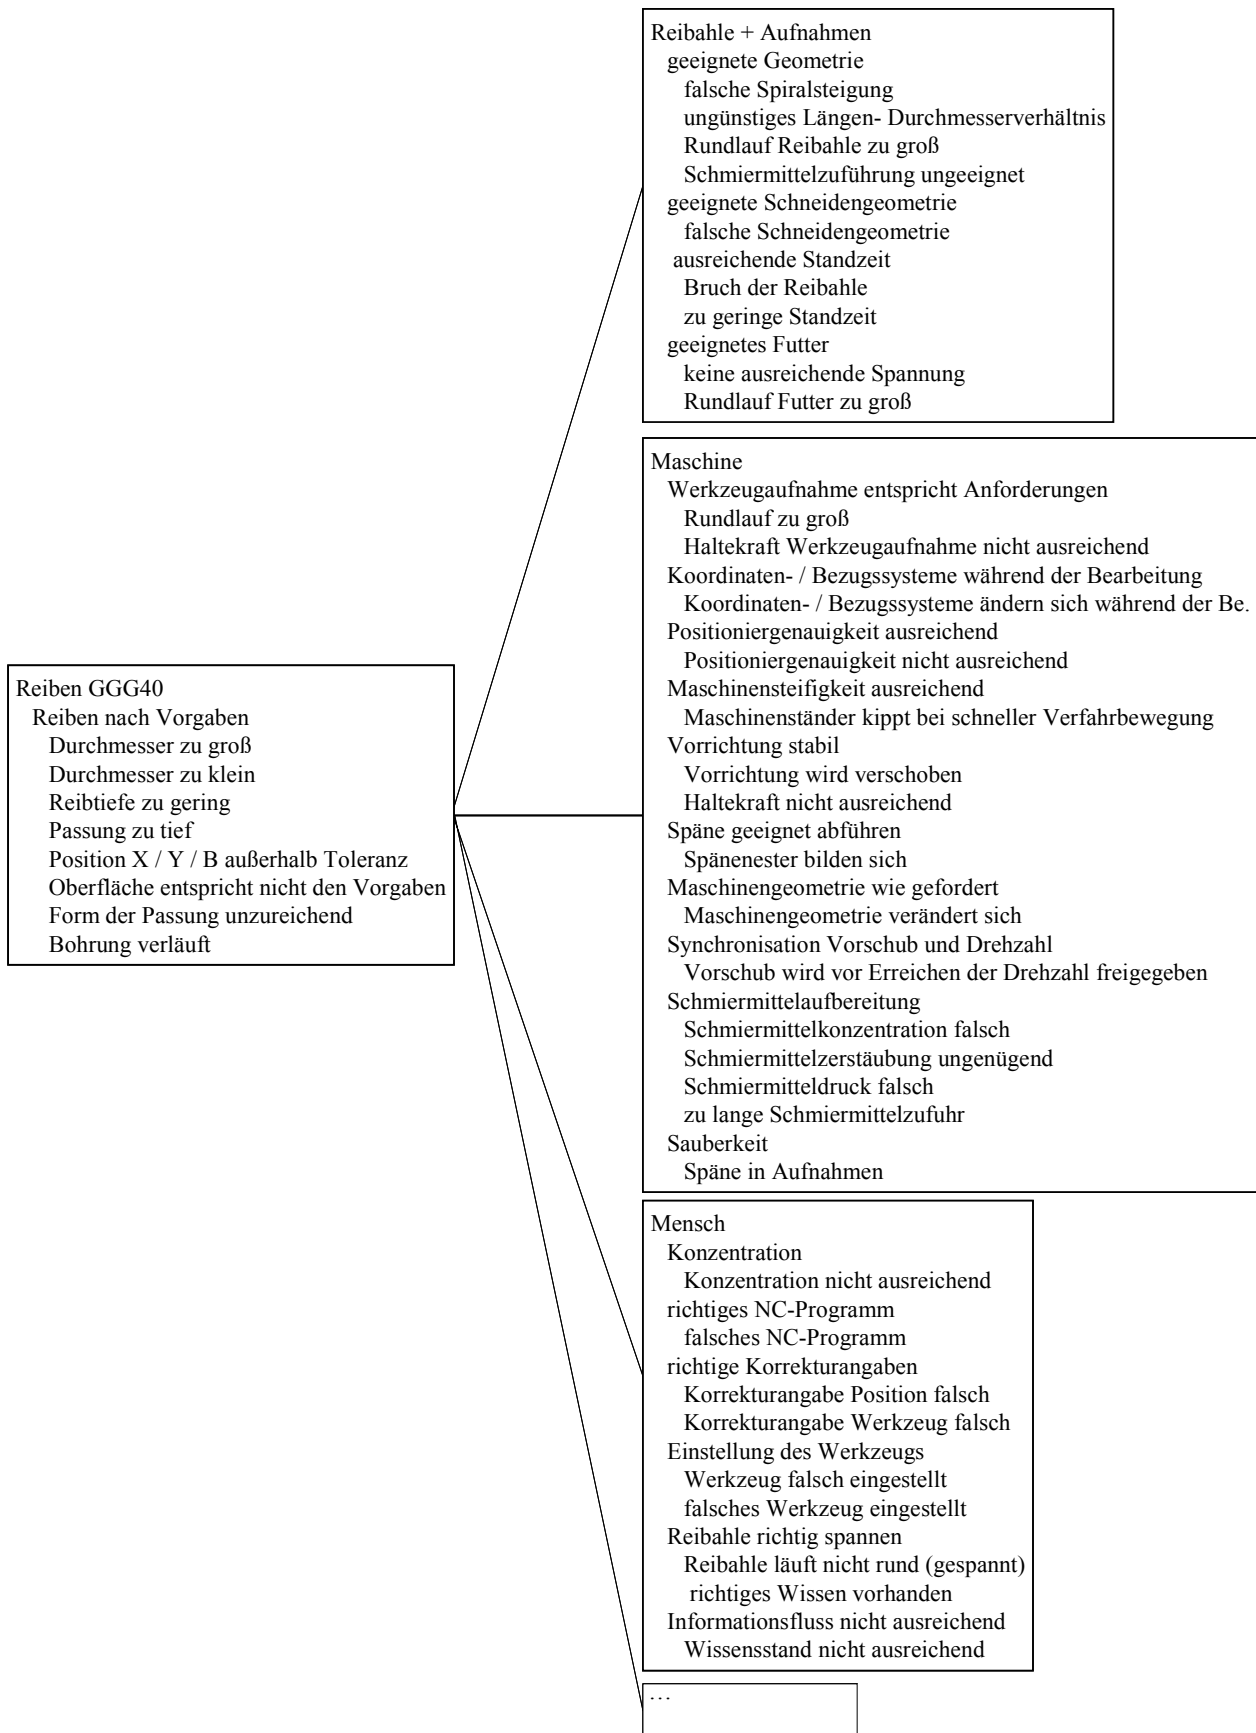 Reibahle + Aufnahmen
geeignete Geometrie
falsche Spiralsteigung
ungünstiges Längen- Durchmesserverhältnis
Rundlauf Reibahle zu groß
Schmiermittelzuführung ungeeignet
geeignete Schneidengeometrie
falsche Schneidengeometrie
ausreichende Standzeit
Bruch der Reibahle
zu geringe Standzeit
geeignetes Futter
keine ausreichende Spannung
Rundlauf Futter zu groß
Maschine
Werkzeugaufnahme entspricht Anforderungen
Rundlauf zu groß
Haltekraft Werkzeugaufnahme nicht ausreichend
Koordinaten- / Bezugssysteme während der Bearbeitung
Koordinaten- / Bezugssysteme ändern sich während der Be.
Positioniergenauigkeit ausreichend
Positioniergenauigkeit nicht ausreichend
Maschinensteifigkeit ausreichend
Maschinenständer kippt bei schneller Verfahrbewegung
Vorrichtung stabil
Vorrichtung wird verschoben
Haltekraft nicht ausreichend
Späne geeignet abführen
Spänenester bilden sich
Maschinengeometrie wie gefordert
Maschinengeometrie verändert sich
Synchronisation Vorschub und Drehzahl
Vorschub wird vor Erreichen der Drehzahl freigegeben
Schmiermittelaufbereitung
Schmiermittelkonzentration falsch
Schmiermittelzerstäubung ungenügend
Schmiermitteldruck falsch
zu lange Schmiermittelzufuhr
Sauberkeit
Späne in Aufnahmen
Reiben GGG40
Reiben nach Vorgaben
Durchmesser zu groß
Durchmesser zu klein
Reibtiefe zu gering
Passung zu tief
Position X / Y / B außerhalb Toleranz
Oberfläche entspricht nicht den Vorgaben
Form der Passung unzureichend
Bohrung verläuft
Mensch
Konzentration
Konzentration nicht ausreichend
richtiges NC-Programm
falsches NC-Programm
richtige Korrekturangaben
Korrekturangabe Position falsch
Korrekturangabe Werkzeug falsch
Einstellung des Werkzeugs
Werkzeug falsch eingestellt
falsches Werkzeug eingestellt
Reibahle richtig spannen
Reibahle läuft nicht rund (gespannt)
richtiges Wissen vorhanden
Informationsfluss nicht ausreichend
Wissensstand nicht ausreichend
…